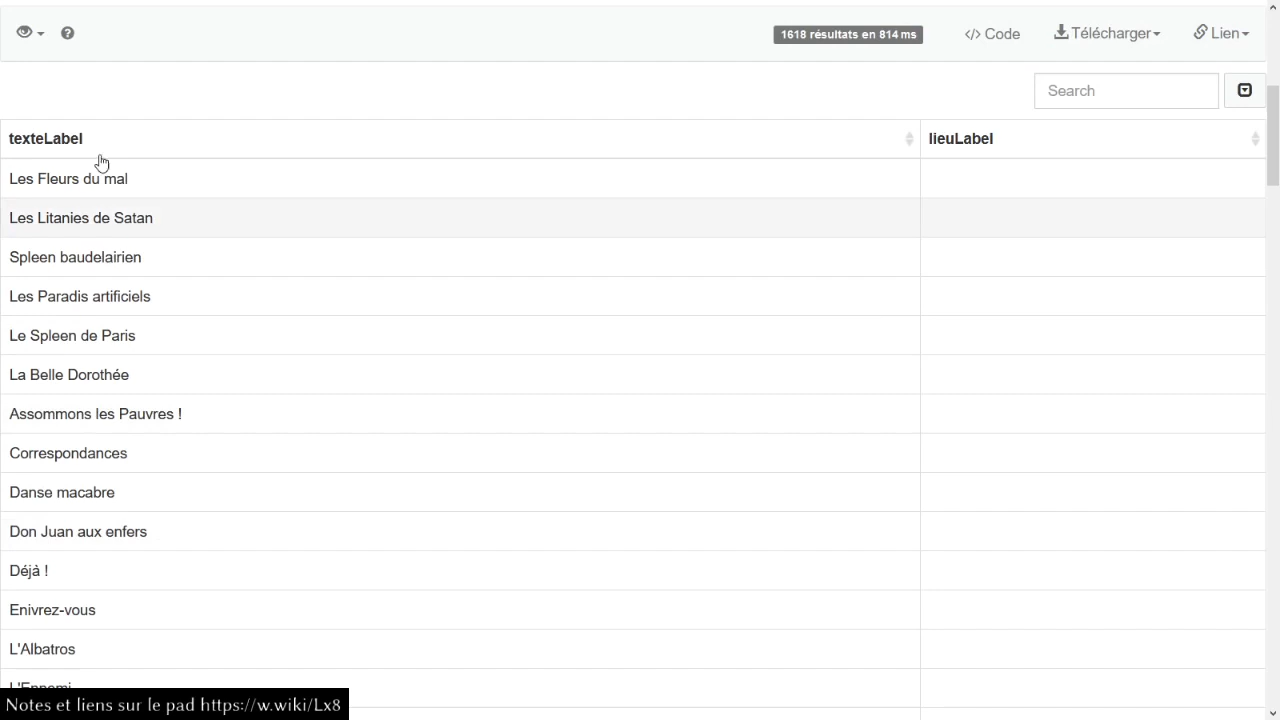 1618 résultats en 814 ms
Code
Télécharger
Lien
Search
texteLabel
lieuLabel
Les Fleurs du mal
Les Litanies de Satan
Spleen baudelairien
Les Paradis artificiels
Le Spleen de Paris
La Belle Dorothée
Assommons les Pauvres !
Correspondances
Danse macabre
Don Juan aux enfers
Déjà !
Enivrez-vous
L'Albatros
L'Ennemi
Notes et liens sur le pad https://w.wiki/Lx8